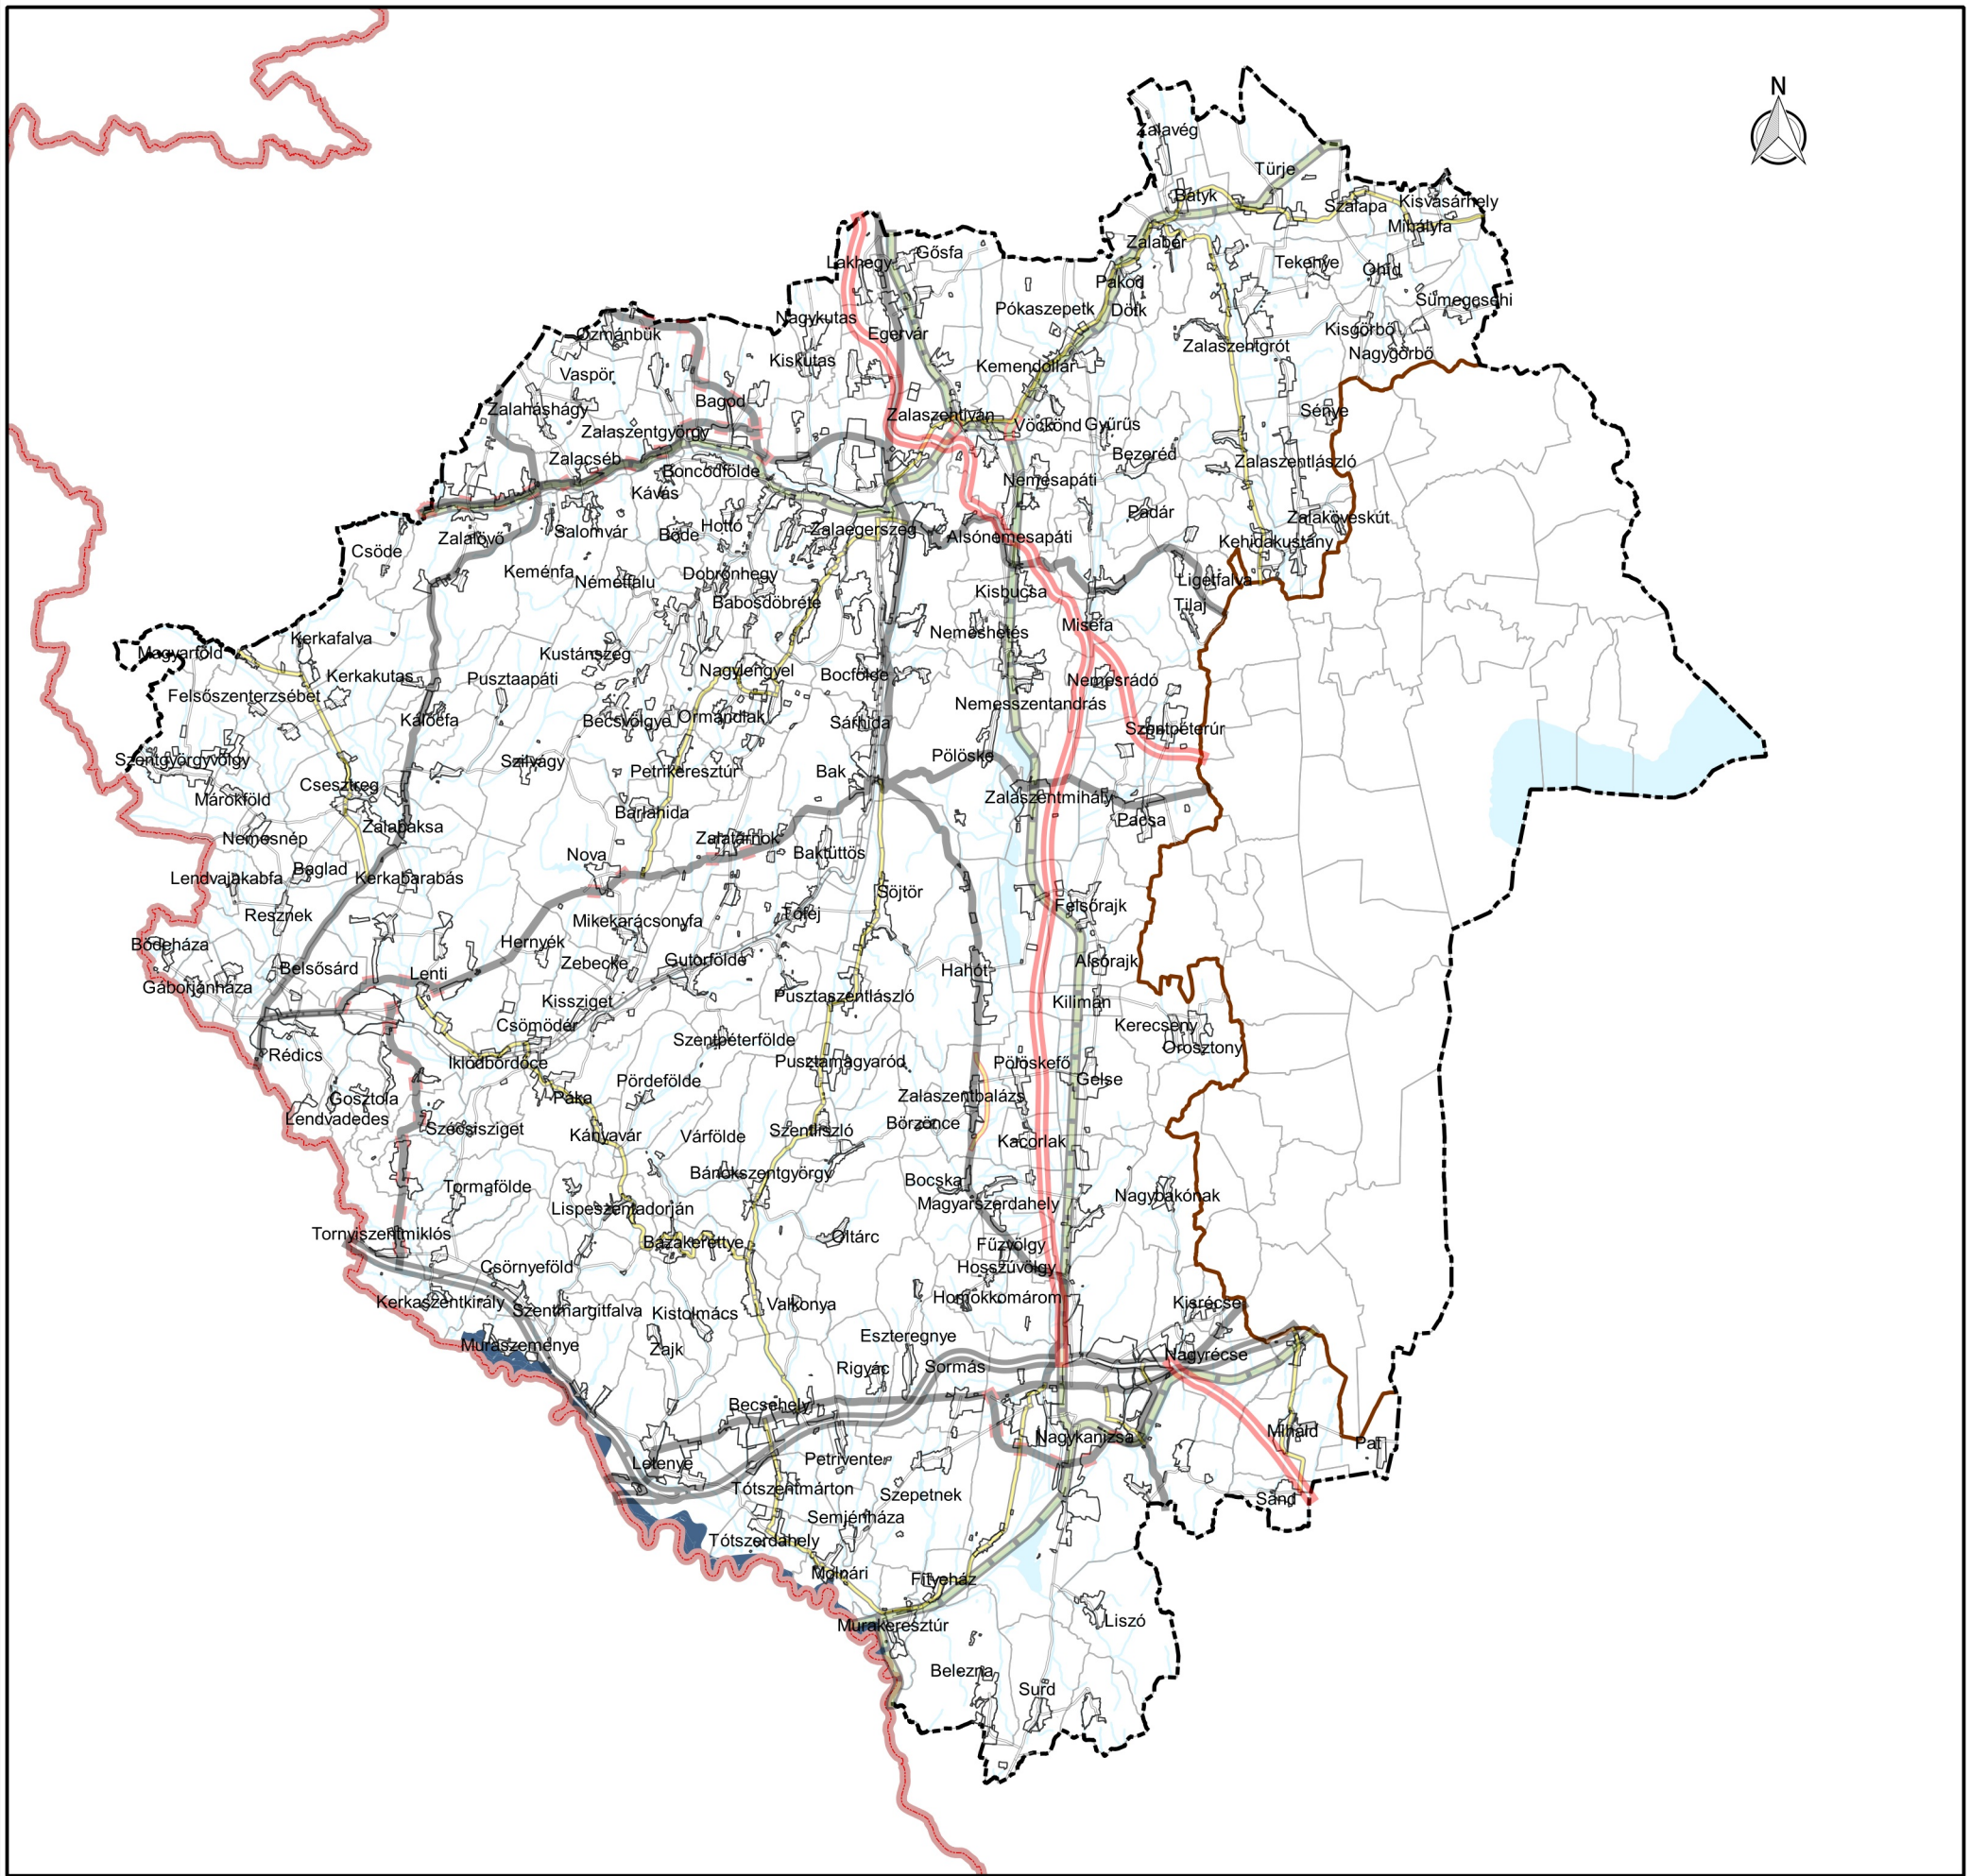 N
Zalavég
Türje
Batyk
Szalapa
Kisvásárhely
Mihályfa
Zalabér
Gősfa
Lakhegy
Tekenye
Óhíd
Pakod
Sümegcsehi
Pókaszepetk
Dötk
Nagykutas
Kisgörbő
Ozmánbük
Egervár
Zalaszentgrót
Nagygörbő
Kiskutas
Kemendollár
Vaspör
Bagod
Zalaháshágy
Sénye
Zalaszentiván
Vöckönd
Gyűrűs
Zalaszentgyörgy
Bezeréd
Zalacséb
Zalaszentlászló
Boncodfölde
Nemesapáti
Kávás
Padár
Zalaköveskút
Hottó
Zalaegerszeg
Salomvár
Böde
Alsónemesapáti
Zalalövő
Kehidakustány
Csöde
Keménfa
Németfalu
Dobronhegy
Ligetfalva
Kisbucsa
Babosdöbréte
Tilaj
Nemeshetés
Misefa
Kerkafalva
Magyarföld
Kustánszeg
Nagylengyel
Bocfölde
Kerkakutas
Pusztaapáti
Nemesrádó
Felsőszenterzsébet
Nemesszentandrás
Kálócfa
Becsvölgye
Ormándlak
Sárhida
Szentpéterúr
Pölöske
Szentgyörgyvölgy
Szilvágy
Petrikeresztúr
Bak
Csesztreg
Zalaszentmihály
Márokföld
Barlahida
Pacsa
Zalabaksa
Nemesnép
Zalatárnok
Baktüttös
Nova
Baglad
Lendvajakabfa
Kerkabarabás
Söjtör
Felsőrajk
Resznek
Mikekarácsonyfa
Tófej
Bödeháza
Hernyék
Gutorfölde
Alsórajk
Zebecke
Belsősárd
Lenti
Hahót
Gáborjánháza
Pusztaszentlászló
Kissziget
Kilimán
Csömödér
Kerecseny
Szentpéterfölde
Orosztony
Rédics
Iklódbördőce
Pusztamagyaród
Pölöskefő
Gelse
Pördefölde
Gosztola
Páka
Zalaszentbalázs
Lendvadedes
Börzönce
Szécsisziget
Kányavár
Várfölde
Szentliszló
Kacorlak
Bánokszentgyörgy
Bocska
Tormafölde
Nagybakónak
Magyarszerdahely
Lispeszentadorján
Tornyiszentmiklós
Oltárc
Bázakerettye
Fűzvölgy
Csörnyeföld
Hosszúvölgy
Homokkomárom
Kerkaszentkirály
Valkonya
Kisrécse
Szentmargitfalva
Kistolmács
Eszteregnye
Muraszemenye
Zajk
Nagyrécse
Rigyác
Sormás
Becsehely
Miháld
Nagykanizsa
Pat
Petrivente
Letenye
Tótszentmárton
Szepetnek
Sand
Semjénháza
Tótszerdahely
Molnári
Fityeház
Murakeresztúr
Liszó
Belezna
Surd